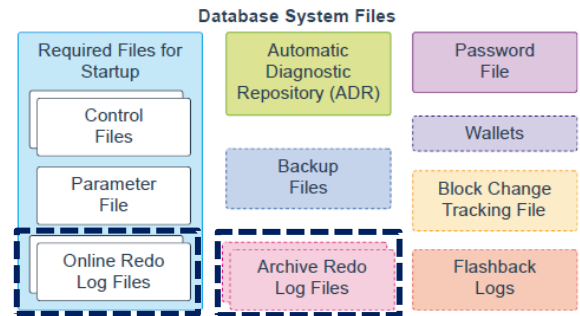 Database System Files
Required Files for
Startup
Control
Files
Parameter
File
Online Redo
Log Files
Automatic
Diagnostic
Repository (ADR)
Backup
Files
Archive Redo
Log Files
Password
File
Wallets
Block Change
Tracking File
Flashback
Logs